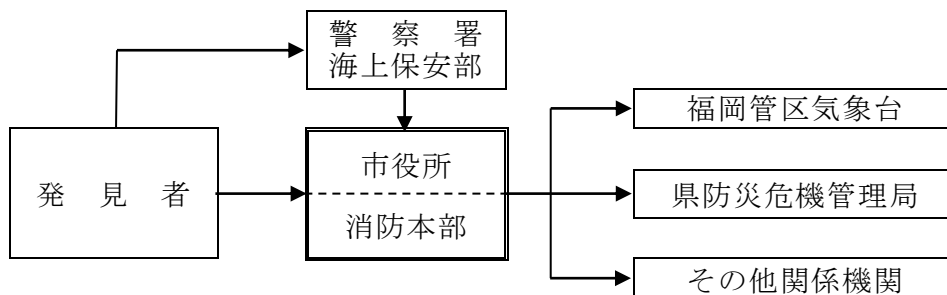 警察署
海上保安部
福岡管区気象台
発見者
市役所
県防災危機管理局
消防本部
その他関係機関